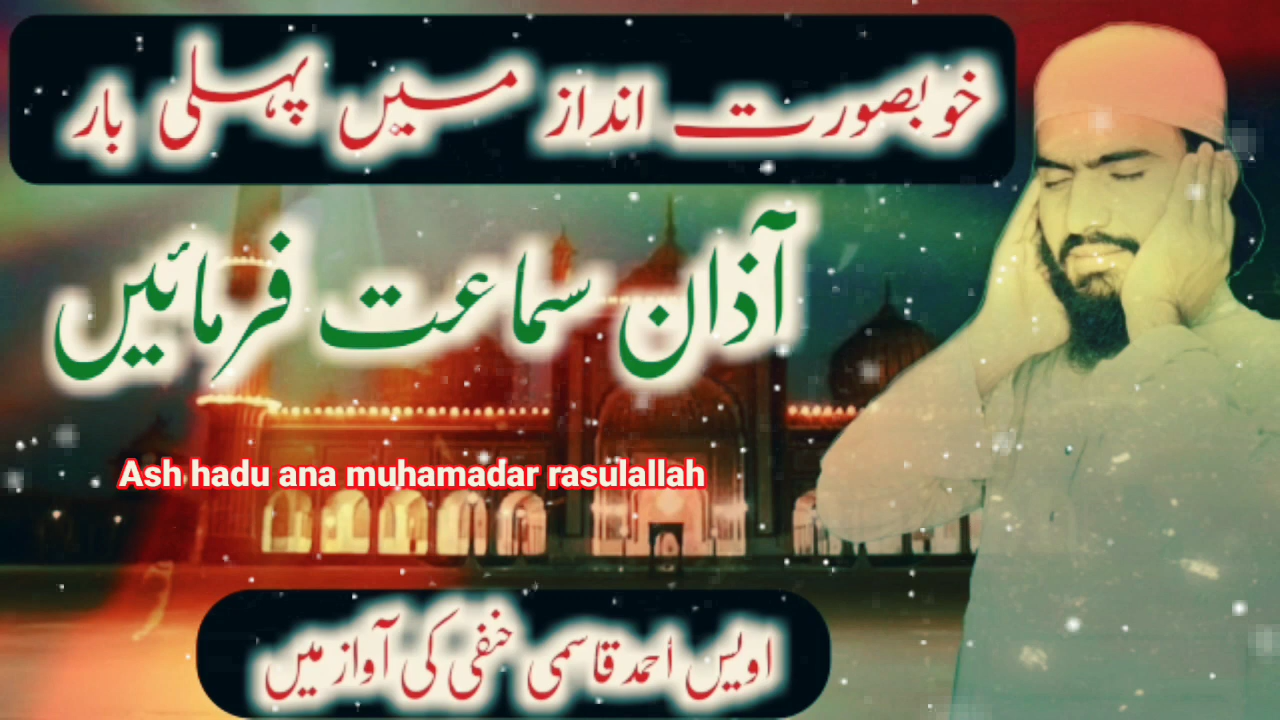 خوبصورت انداز میں پہلی بار
آذان سماعت فرمائیں
Ash hadu ana muhamadar rasulallah
اویس أحمد قاسمی حنفی کی آواز میں